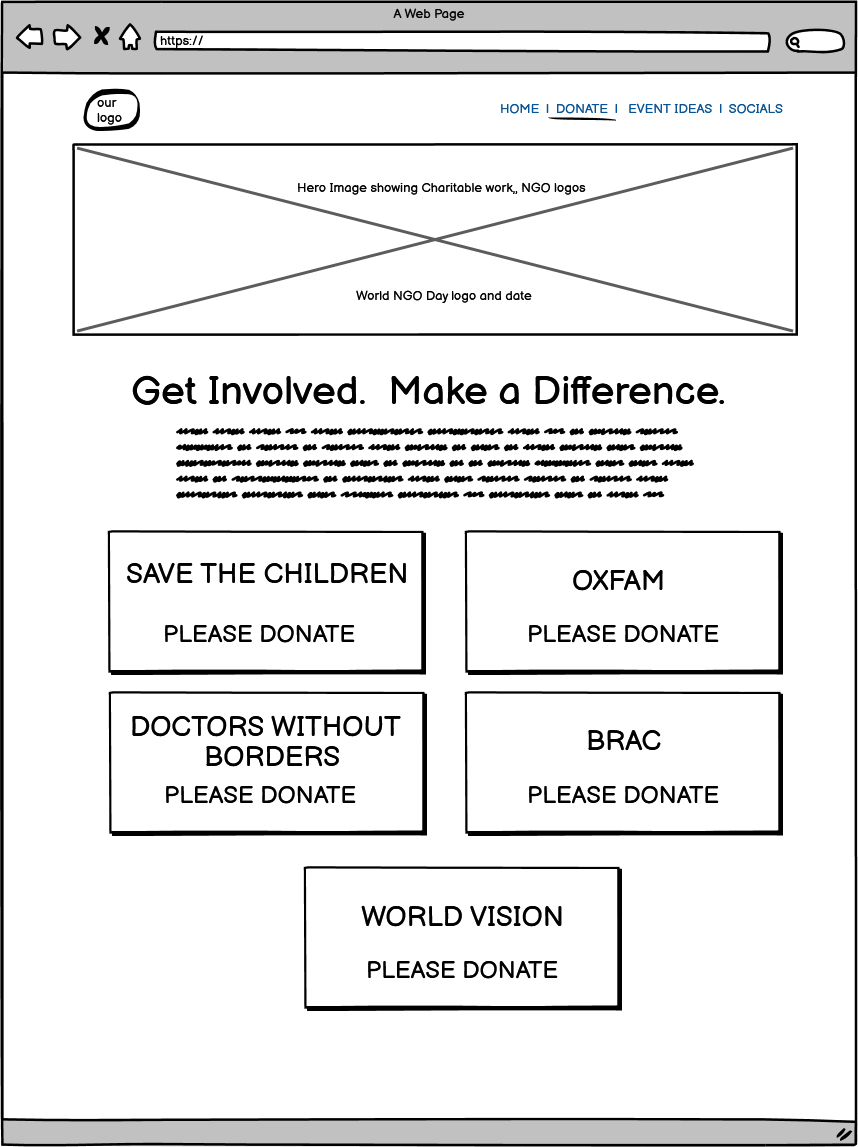 A Web Page
https://
our
logo
HOME I DONATE I EVENT IDEAS I SOCIALS
Hero Image showing Charitable work,, NGO logos
World NGO Day logo and date
Get Involved. Make a Difference.
SAVE THE CHILDREN
PLEASE DONATE
OXFAM
PLEASE DONATE
DOCTORS WITHOUT
BORDERS
PLEASE DONATE
BRAC
PLEASE DONATE
WORLD VISION
PLEASE DONATE